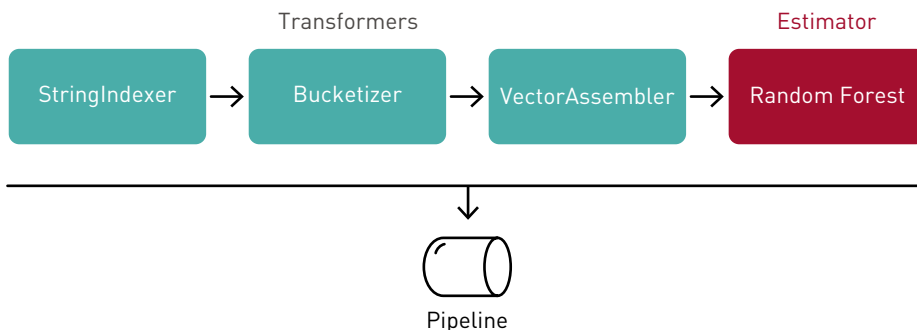 Transformers
Estimator
StringIndexer
Bucketizer
VectorAssembler
Random Forest
Pipeline